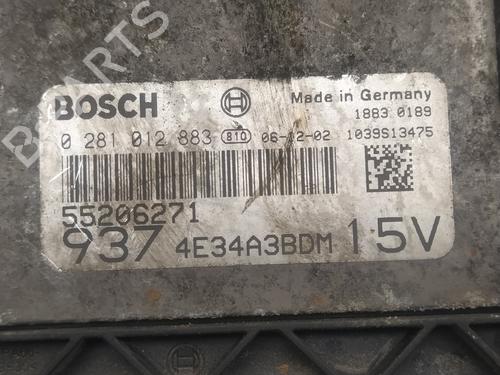 PARTS
BOSCH
Made in Germany
1883 0189
0 281 012 883 810 06-12-02 1039S13475
55206271
937 4E34A3BDM 15V